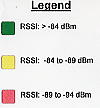 Legend
RSSI: > -84 dBm
RSSI: -84 to -89 dBm
RSSI: -89 to -94 dBm